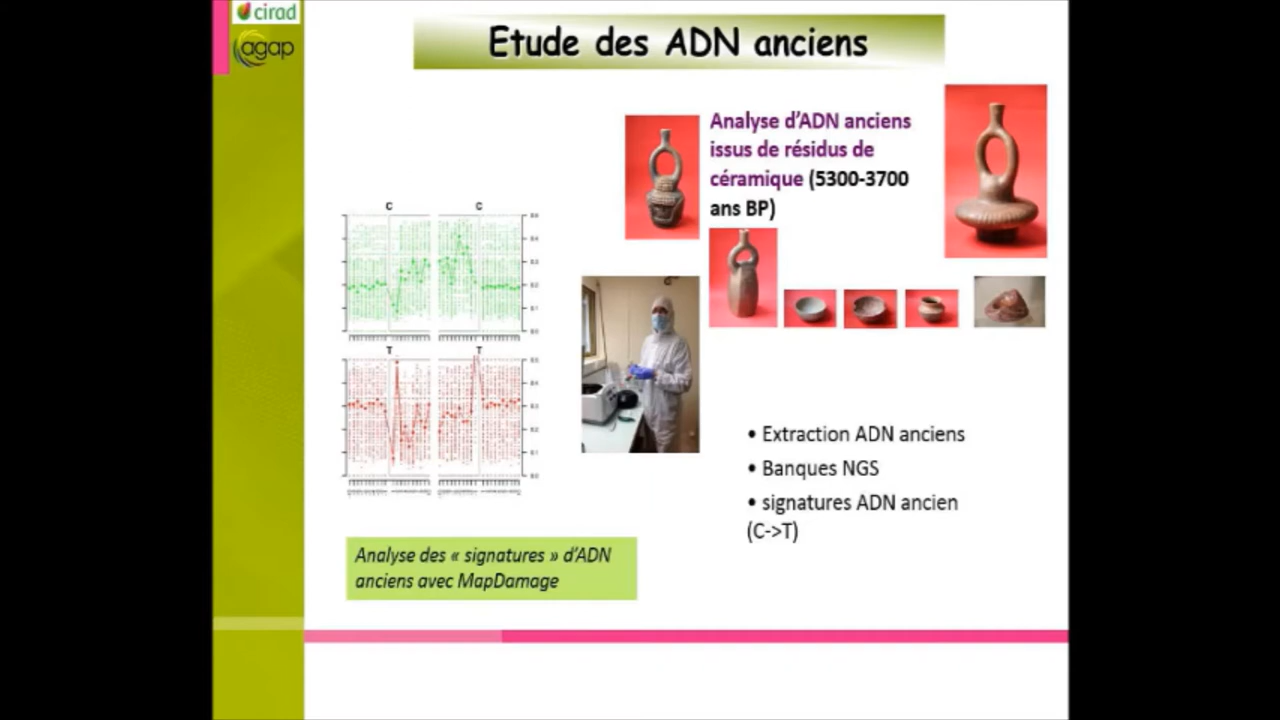 cirad
agap
Etude des ADN anciens
Analyse d'ADN anciens
issus de résidus de
céramique (5300-3700
ans BP)
C C
T T
• Extraction ADN anciens
• Banques NGS
• signatures ADN ancien
(C->T)
Analyse des « signatures » d'ADN
anciens avec MapDamage